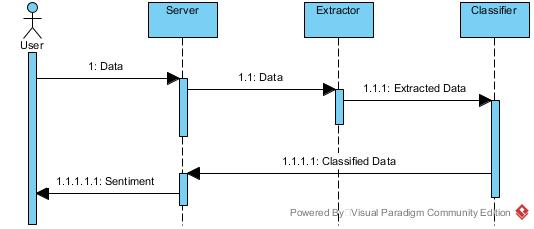 Server
Extractor
Classifier
User
1: Data
1.1: Data
1.1.1: Extracted Data
1.1.1.1: Classified Data
1.1.1.1.1: Sentiment
Powered By Visual Paradigm Community Edition